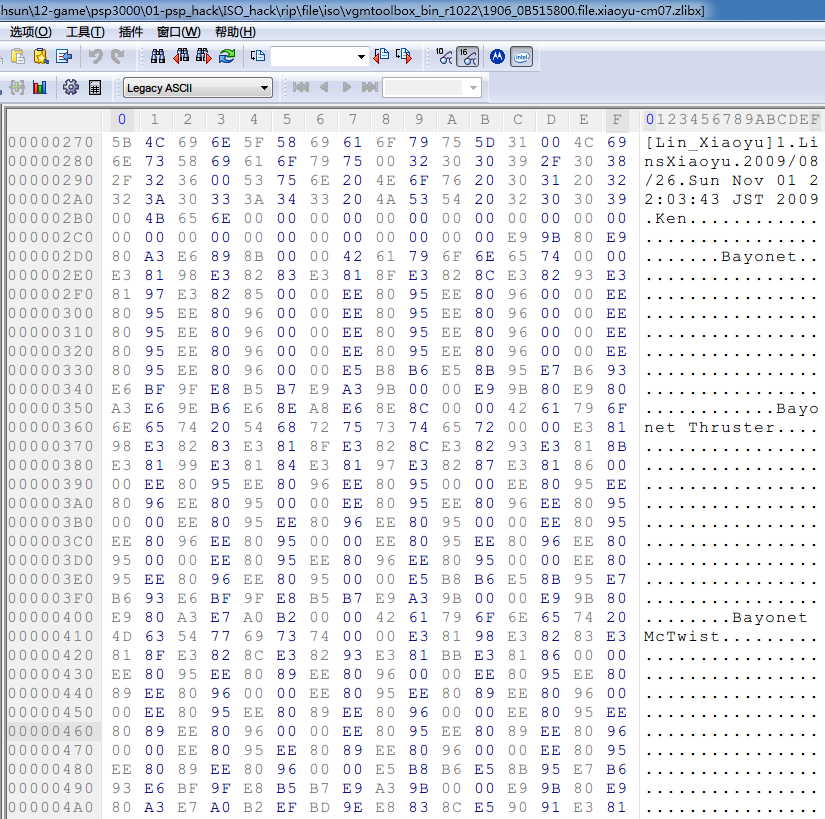 hsun\12-game\psp3000\01-psp_hack\ISO_hack\rip\file\iso\vgmtoolbox_bin_r1022\1906_0B515800.file.xiaoyu-cm07.zlibx]
选项(O) 工具(T) 插件 窗口(W) 帮助(H)
10 16 intel
Legacy ASCII
0 1 2 3 4 5 6 7 8 9 A B C D E F 0123456789ABCDEF
00000270 5B 4C 69 6E 5F 58 69 61 6F 79 75 5D 31 00 4C 69 [Lin_Xiaoyu]1.Li
00000280 6E 73 58 69 61 6F 79 75 00 32 30 30 39 2F 30 38 nsXiaoyu.2009/08
00000290 2F 32 36 00 53 75 6E 20 4E 6F 76 20 30 31 20 32 /26.Sun Nov 01 2
000002A0 32 3A 30 33 3A 34 33 20 4A 53 54 20 32 30 30 39 2:03:43 JST 2009
000002B0 00 4B 65 6E 00 00 00 00 00 00 00 00 00 00 00 00 .Ken............
000002C0 00 00 00 00 00 00 00 00 00 00 00 00 E9 9B 80 E9 ................
000002D0 80 A3 E6 89 8B 00 00 42 61 79 6F 6E 65 74 00 00 .......Bayonet..
000002E0 E3 81 98 E3 82 83 E3 81 8F E3 82 8C E3 82 93 E3 ................
000002F0 81 97 E3 82 85 00 00 EE 80 95 EE 80 96 00 00 EE ................
00000300 80 95 EE 80 96 00 00 EE 80 95 EE 80 96 00 00 EE ................
00000310 80 95 EE 80 96 00 00 EE 80 95 EE 80 96 00 00 EE ................
00000320 80 95 EE 80 96 00 00 EE 80 95 EE 80 96 00 00 EE ................
00000330 80 95 EE 80 96 00 00 E5 B8 B6 E5 8B 95 E7 B6 93 ................
00000340 E6 BF 9F E8 B5 B7 E9 A3 9B 00 00 E9 9B 80 E9 80 ................
00000350 A3 E6 9E B6 E6 8E A8 E6 8E 8C 00 00 42 61 79 6F ............Bayo
00000360 6E 65 74 20 54 68 72 75 73 74 65 72 00 00 E3 81 net Thruster....
00000370 98 E3 82 83 E3 81 8F E3 82 8C E3 82 93 E3 81 8B ................
00000380 E3 81 99 E3 81 84 E3 81 97 E3 82 87 E3 81 86 00 ................
00000390 00 EE 80 95 EE 80 96 EE 80 95 00 00 EE 80 95 EE ................
000003A0 80 96 EE 80 95 00 00 EE 80 95 EE 80 96 EE 80 95 ................
000003B0 00 00 EE 80 95 EE 80 96 EE 80 95 00 00 EE 80 95 ................
000003C0 EE 80 96 EE 80 95 00 00 EE 80 95 EE 80 96 EE 80 ................
000003D0 95 00 00 EE 80 95 EE 80 96 EE 80 95 00 00 EE 80 ................
000003E0 95 EE 80 96 EE 80 95 00 00 E5 B8 B6 E5 8B 95 E7 ................
000003F0 B6 93 E6 BF 9F E8 B5 B7 E9 A3 9B 00 00 E9 9B 80 ................
00000400 E9 80 A3 E7 A0 B2 00 00 42 61 79 6F 6E 65 74 20 ........Bayonet
00000410 4D 63 54 77 69 73 74 00 00 E3 81 98 E3 82 83 E3 McTwist.........
00000420 81 8F E3 82 8C E3 82 93 E3 81 BB E3 81 86 00 00 ................
00000430 EE 80 95 EE 80 89 EE 80 96 00 00 EE 80 95 EE 80 ................
00000440 89 EE 80 96 00 00 EE 80 95 EE 80 89 EE 80 96 00 ................
00000450 00 EE 80 95 EE 80 89 EE 80 96 00 00 EE 80 95 EE ................
00000460 80 89 EE 80 96 00 00 EE 80 95 EE 80 89 EE 80 96 ................
00000470 00 00 EE 80 95 EE 80 89 EE 80 96 00 00 EE 80 95 ................
00000480 EE 80 89 EE 80 96 00 00 E5 B8 B6 E5 8B 95 E7 B6 ................
00000490 93 E6 BF 9F E8 B5 B7 E9 A3 9B 00 00 E9 9B 80 E9 ................
000004A0 80 A3 E7 A0 B2 EF BD 9E E8 83 8C E5 90 91 E3 81 ................